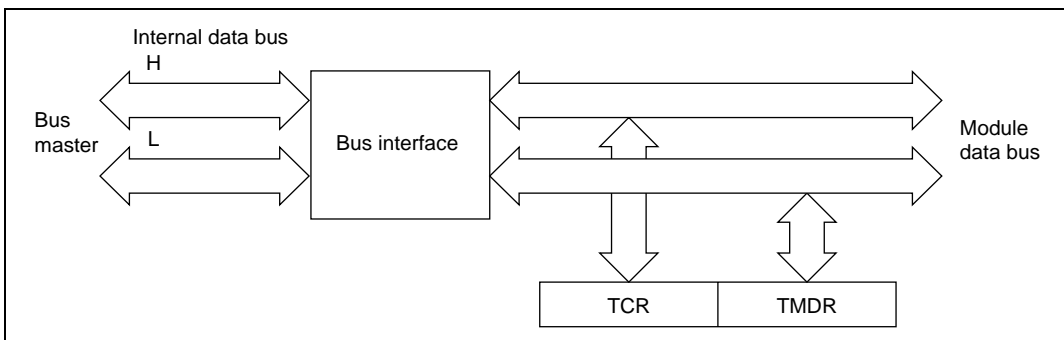 Internal data bus
H
Bus
master
L
Bus interface
Module
data bus
TCR
TMDR